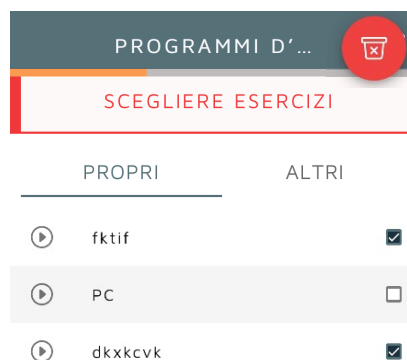 PROGRAMMI D’...
SCEGLIERE ESERCIZI
PROPRI ALTRI
fktif
PC
dkxkcvk